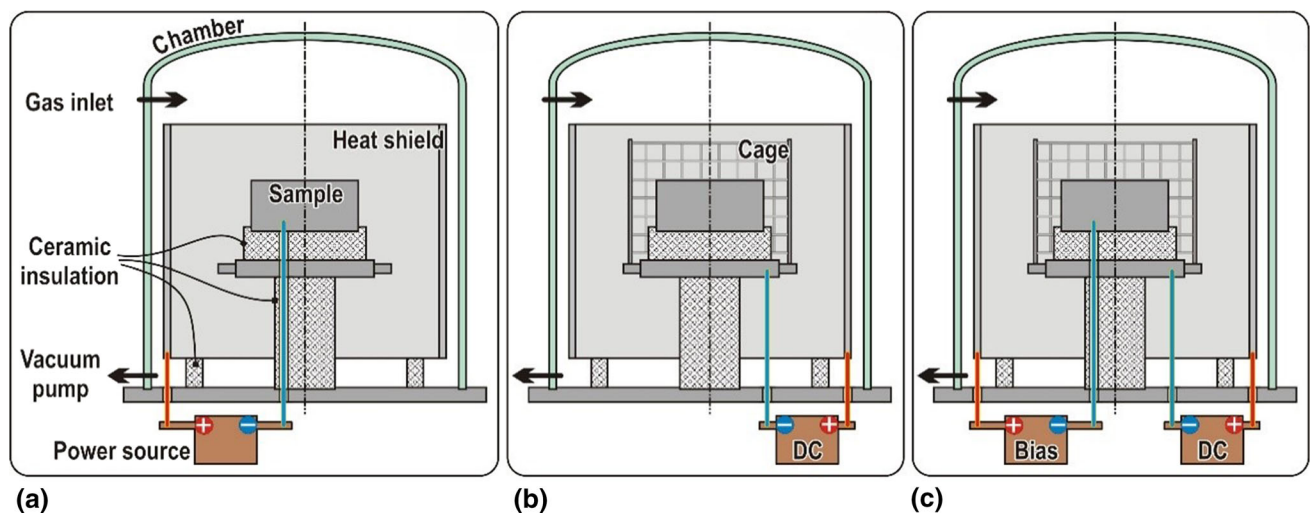 Chamber
Gas inlet
Heat shield
Sample
Ceramic
insulation
Vacuum
pump
+ −
Power source
(a)
Cage
− +
DC
(b)
+ −
Bias
− +
DC
(c)